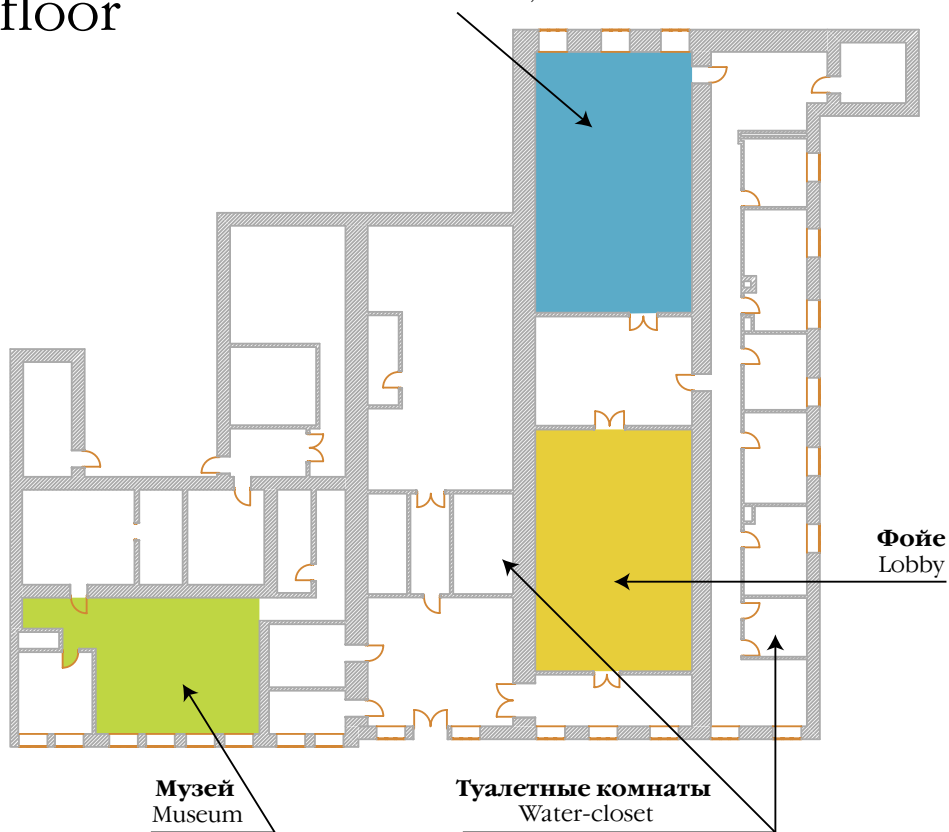 floor
Фойе
Lobby
Музей
Museum
Туалетные комнаты
Water-closet